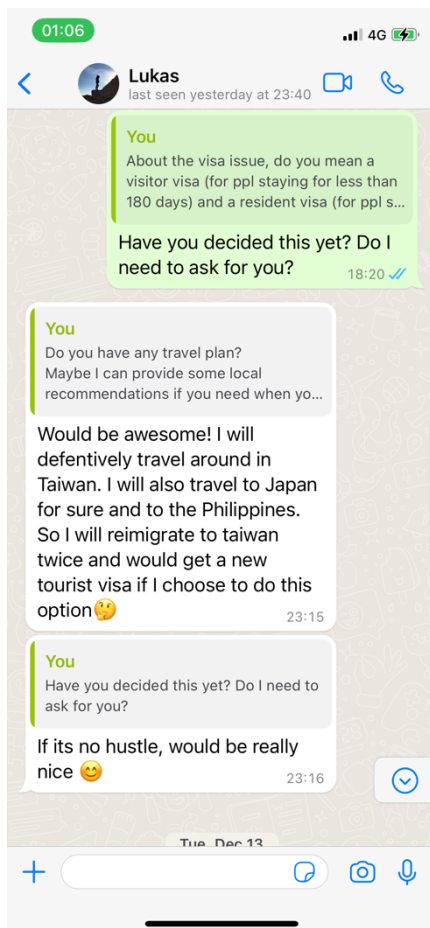 01:06
4G
Lukas
last seen yesterday at 23:40
You
About the visa issue, do you mean a
visitor visa (for ppl staying for less than
180 days) and a resident visa (for ppl s...
Have you decided this yet? Do I
need to ask for you?
18:20
You
Do you have any travel plan?
Maybe I can provide some local
recommendations if you need when yo...
Would be awesome! I will
defentively travel around in
Taiwan. I will also travel to Japan
for sure and to the Philippines.
So I will reimigrate to taiwan
twice and would get a new
tourist visa if I choose to do this
option🤔
23:15
You
Have you decided this yet? Do I need to
ask for you?
If its no hustle, would be really
nice 😊
23:16
Tue, Dec 13